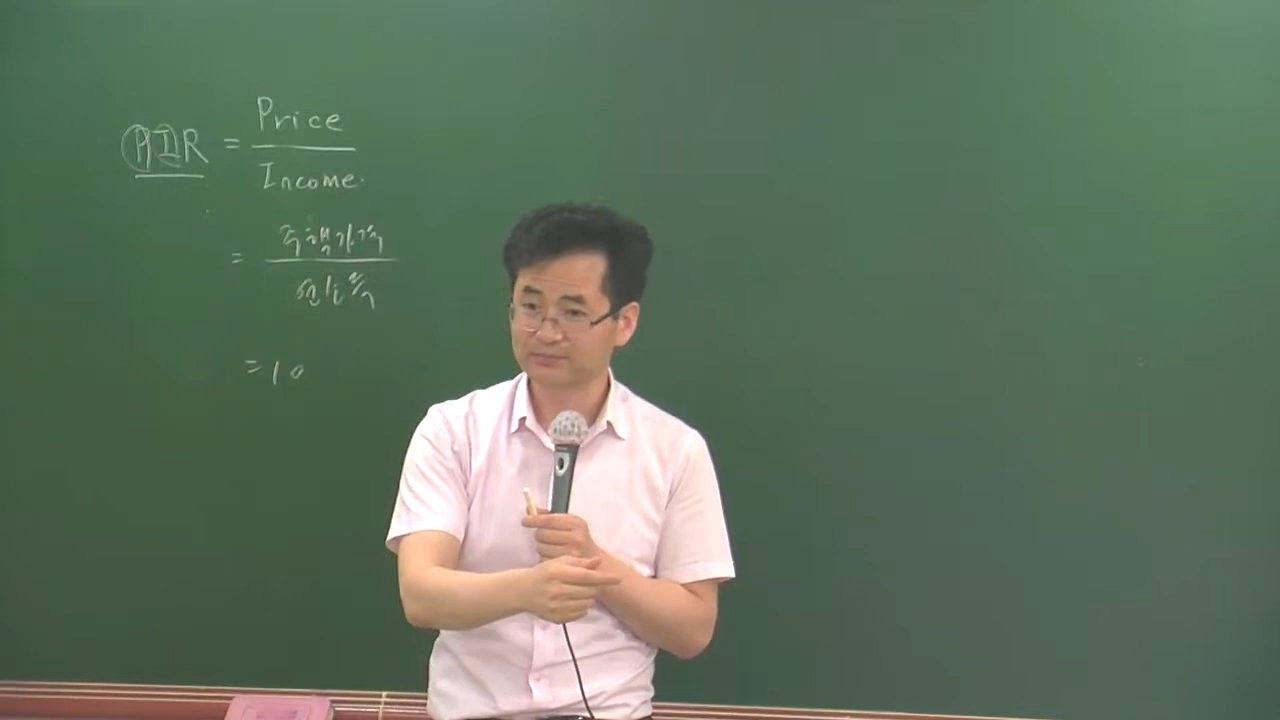 PIR = Price
Income
= 주택가격
연소득
= 10